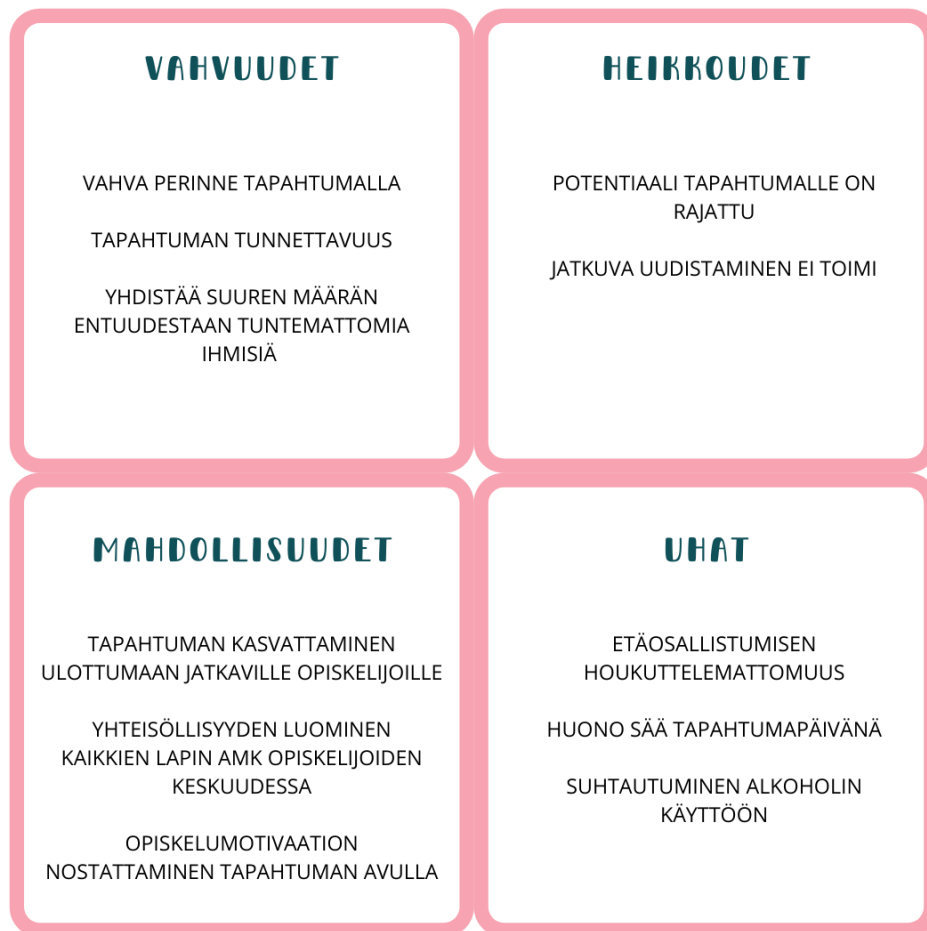 VAHVUUDET
VAHVA PERINNE TAPAHTUMALLA
TAPAHTUMAN TUNNETTAVUUS
YHDISTÄÄ SUUREN MÄÄRÄN
ENTUUDESTAAN TUNTEMATTOMIA
IHMISIÄ
HEIKKOUDET
POTENTIAALI TAPAHTUMALLE ON
RAJATTU
JATKUVA UUDISTAMINEN EI TOIMI
MAHDOLLISUUDET
TAPAHTUMAN KASVATTAMINEN
ULOTTUMAAN JATKAVILLE OPISKELIJOILLE
YHTEISÖLLISYYDEN LUOMINEN
KAIKKIEN LAPIN AMK OPISKELIJOIDEN
KESKUUDESSA
OPISKELUMOTIVAATION
NOSTATTAMINEN TAPAHTUMAN AVULLA
UHAT
ETÄOSALLISTUMISEN
HOUKUTTELEMATTOMUUS
HUONO SÄÄ TAPAHTUMAPÄIVÄNÄ
SUHTAUTUMINEN ALKOHOLIN
KÄYTTÖÖN